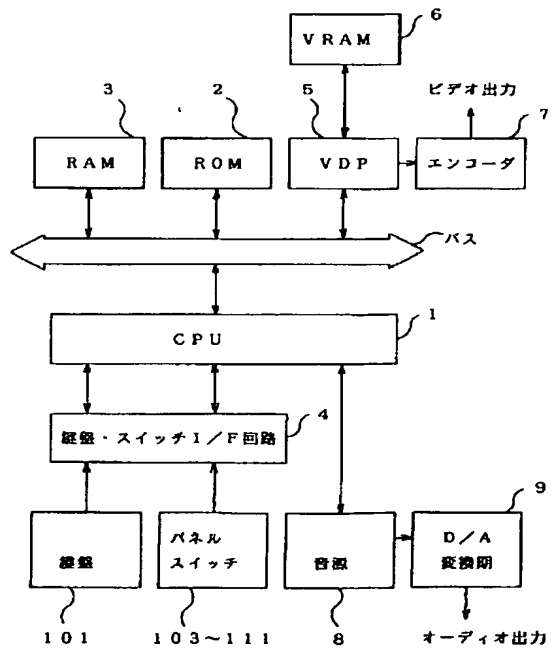 6
VRAM
3
2
5
ビデオ出力
7
RAM
ROM
VDP
エンコーダ
バス
1
CPU
4
鍵盤・スイッチI/F回路
9
鍵盤
パネル
スイッチ
音源
D/A
変換期
101
103～111
8
オーディオ出力